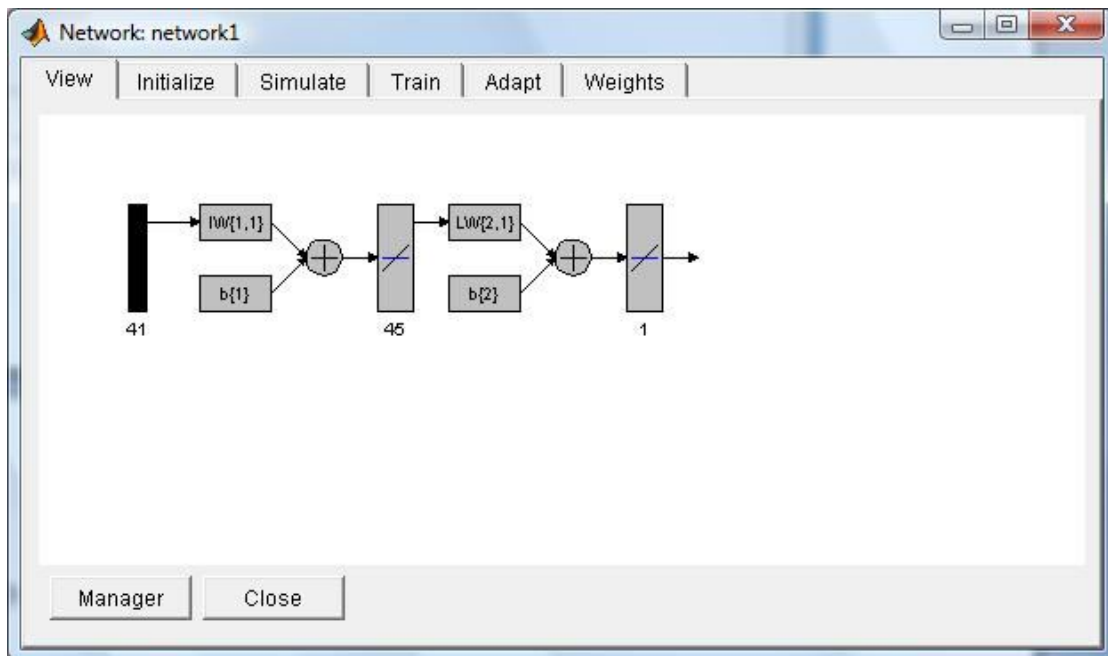 Network: network1
View Initialize Simulate Train Adapt Weights
IW{1,1} LW{2,1}
b{1} b{2}
41 45 1
Manager Close